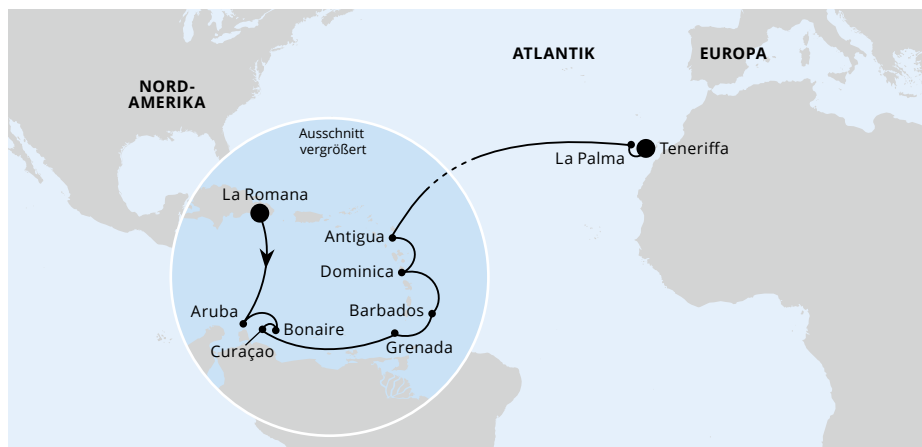 ATLANTIK
EUROPA
NORD-
AMERIKA
Ausschnitt
vergrößert
La Palma
Teneriffa
La Romana
Antigua
Dominica
Aruba
Barbados
Bonaire
Curaçao
Grenada